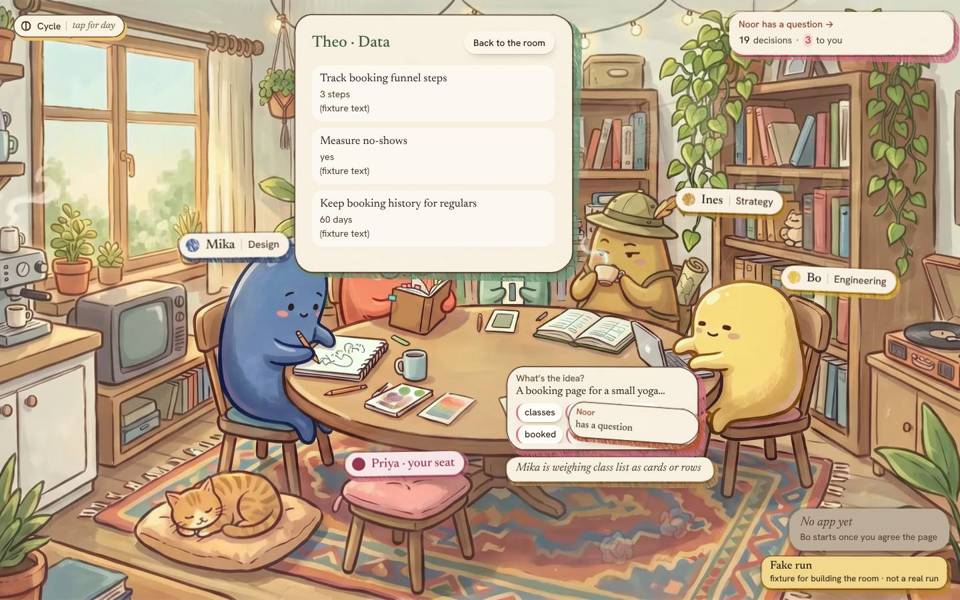 Cycle | tap for day
Theo · Data
Back to the room
Track booking funnel steps
3 steps
(fixture text)
Measure no-shows
yes
(fixture text)
Keep booking history for regulars
60 days
(fixture text)
Noor has a question →
19 decisions · 3 to you
Ines | Strategy
Mika | Design
Bo | Engineering
What's the idea?
A booking page for a small yoga...
classes
booked
Noor
has a question
Mika is weighing class list as cards or rows
Priya · your seat
No app yet
Bo starts once you agree the page
Fake run
fixture for building the room · not a real run